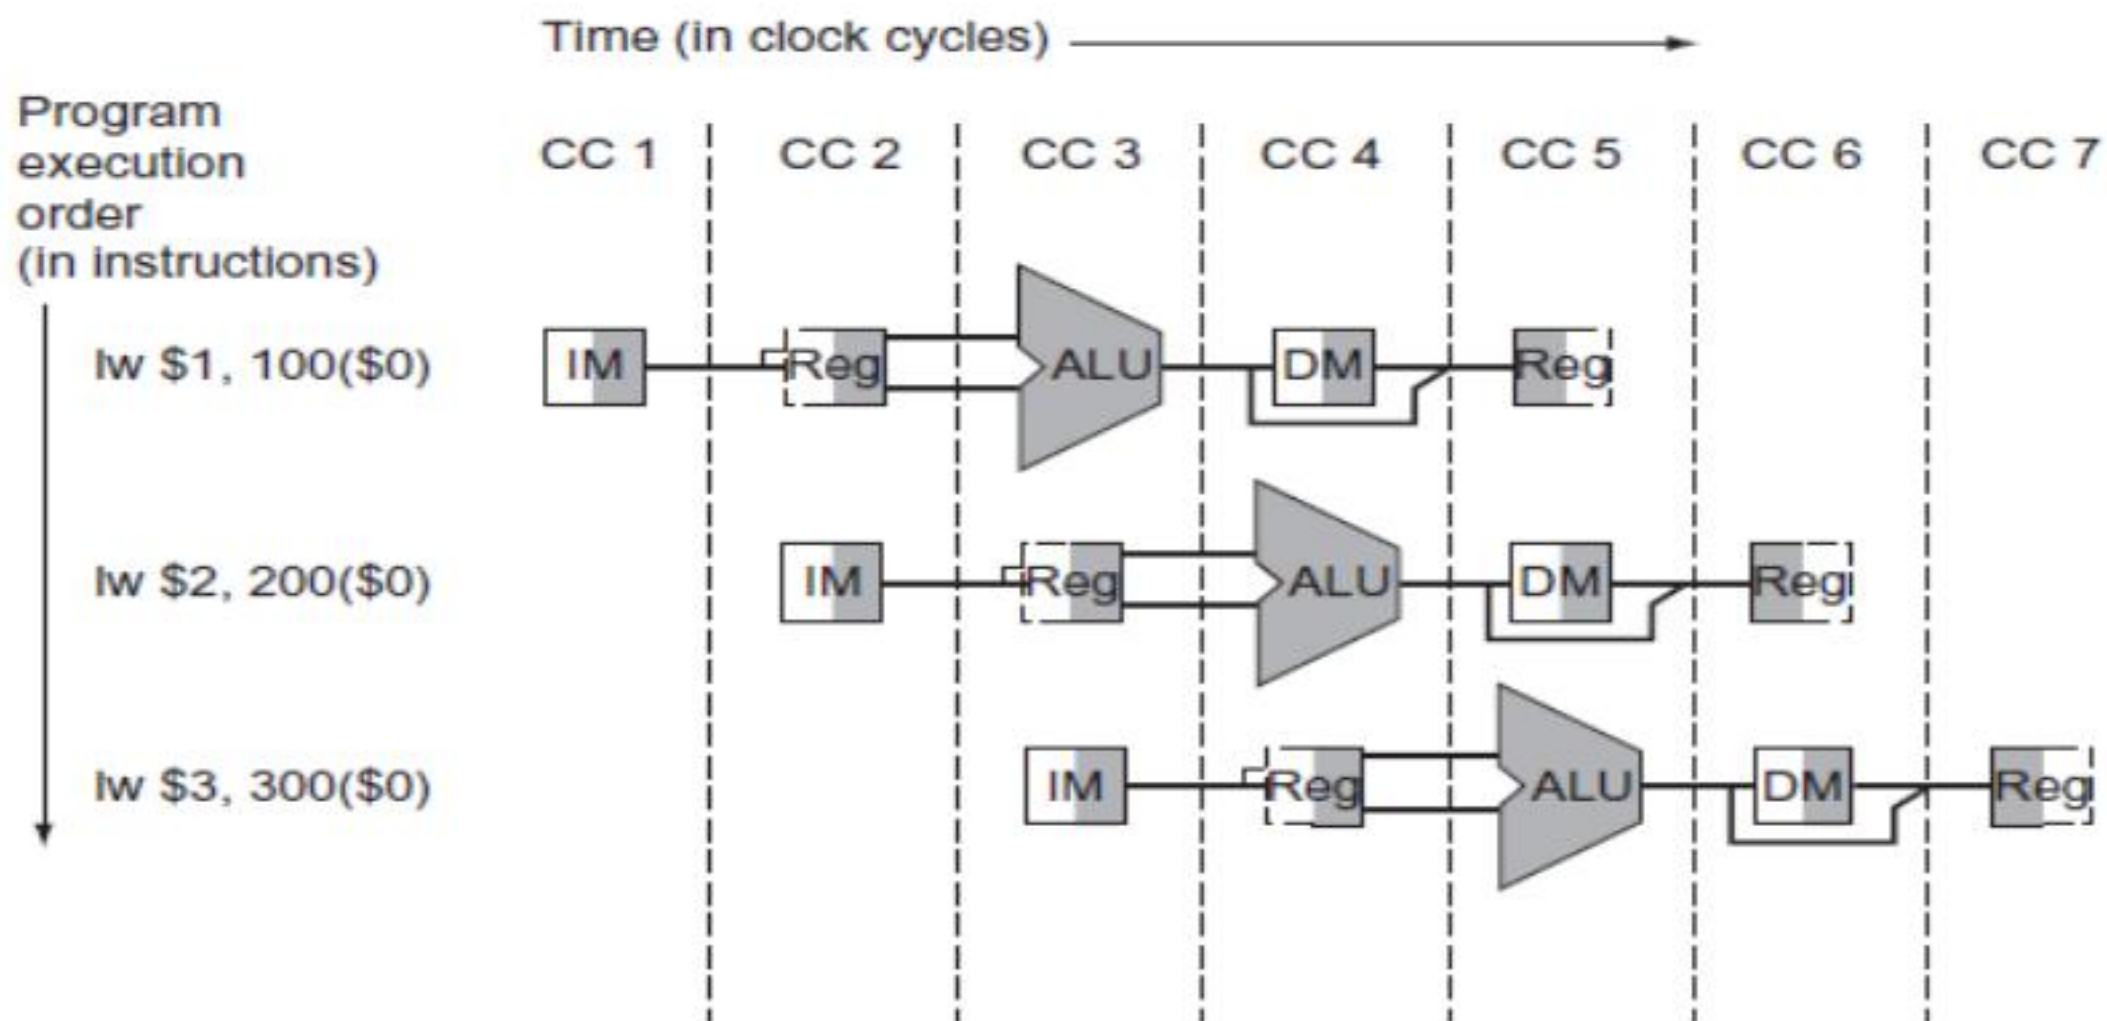 Time (in clock cycles)
Program
execution
order
(in instructions)
CC 1 CC 2 CC 3 CC 4 CC 5 CC 6 CC 7
lw $1, 100($0) IM Reg ALU DM Reg
lw $2, 200($0) IM Reg ALU DM Reg
lw $3, 300($0) IM Reg ALU DM Reg